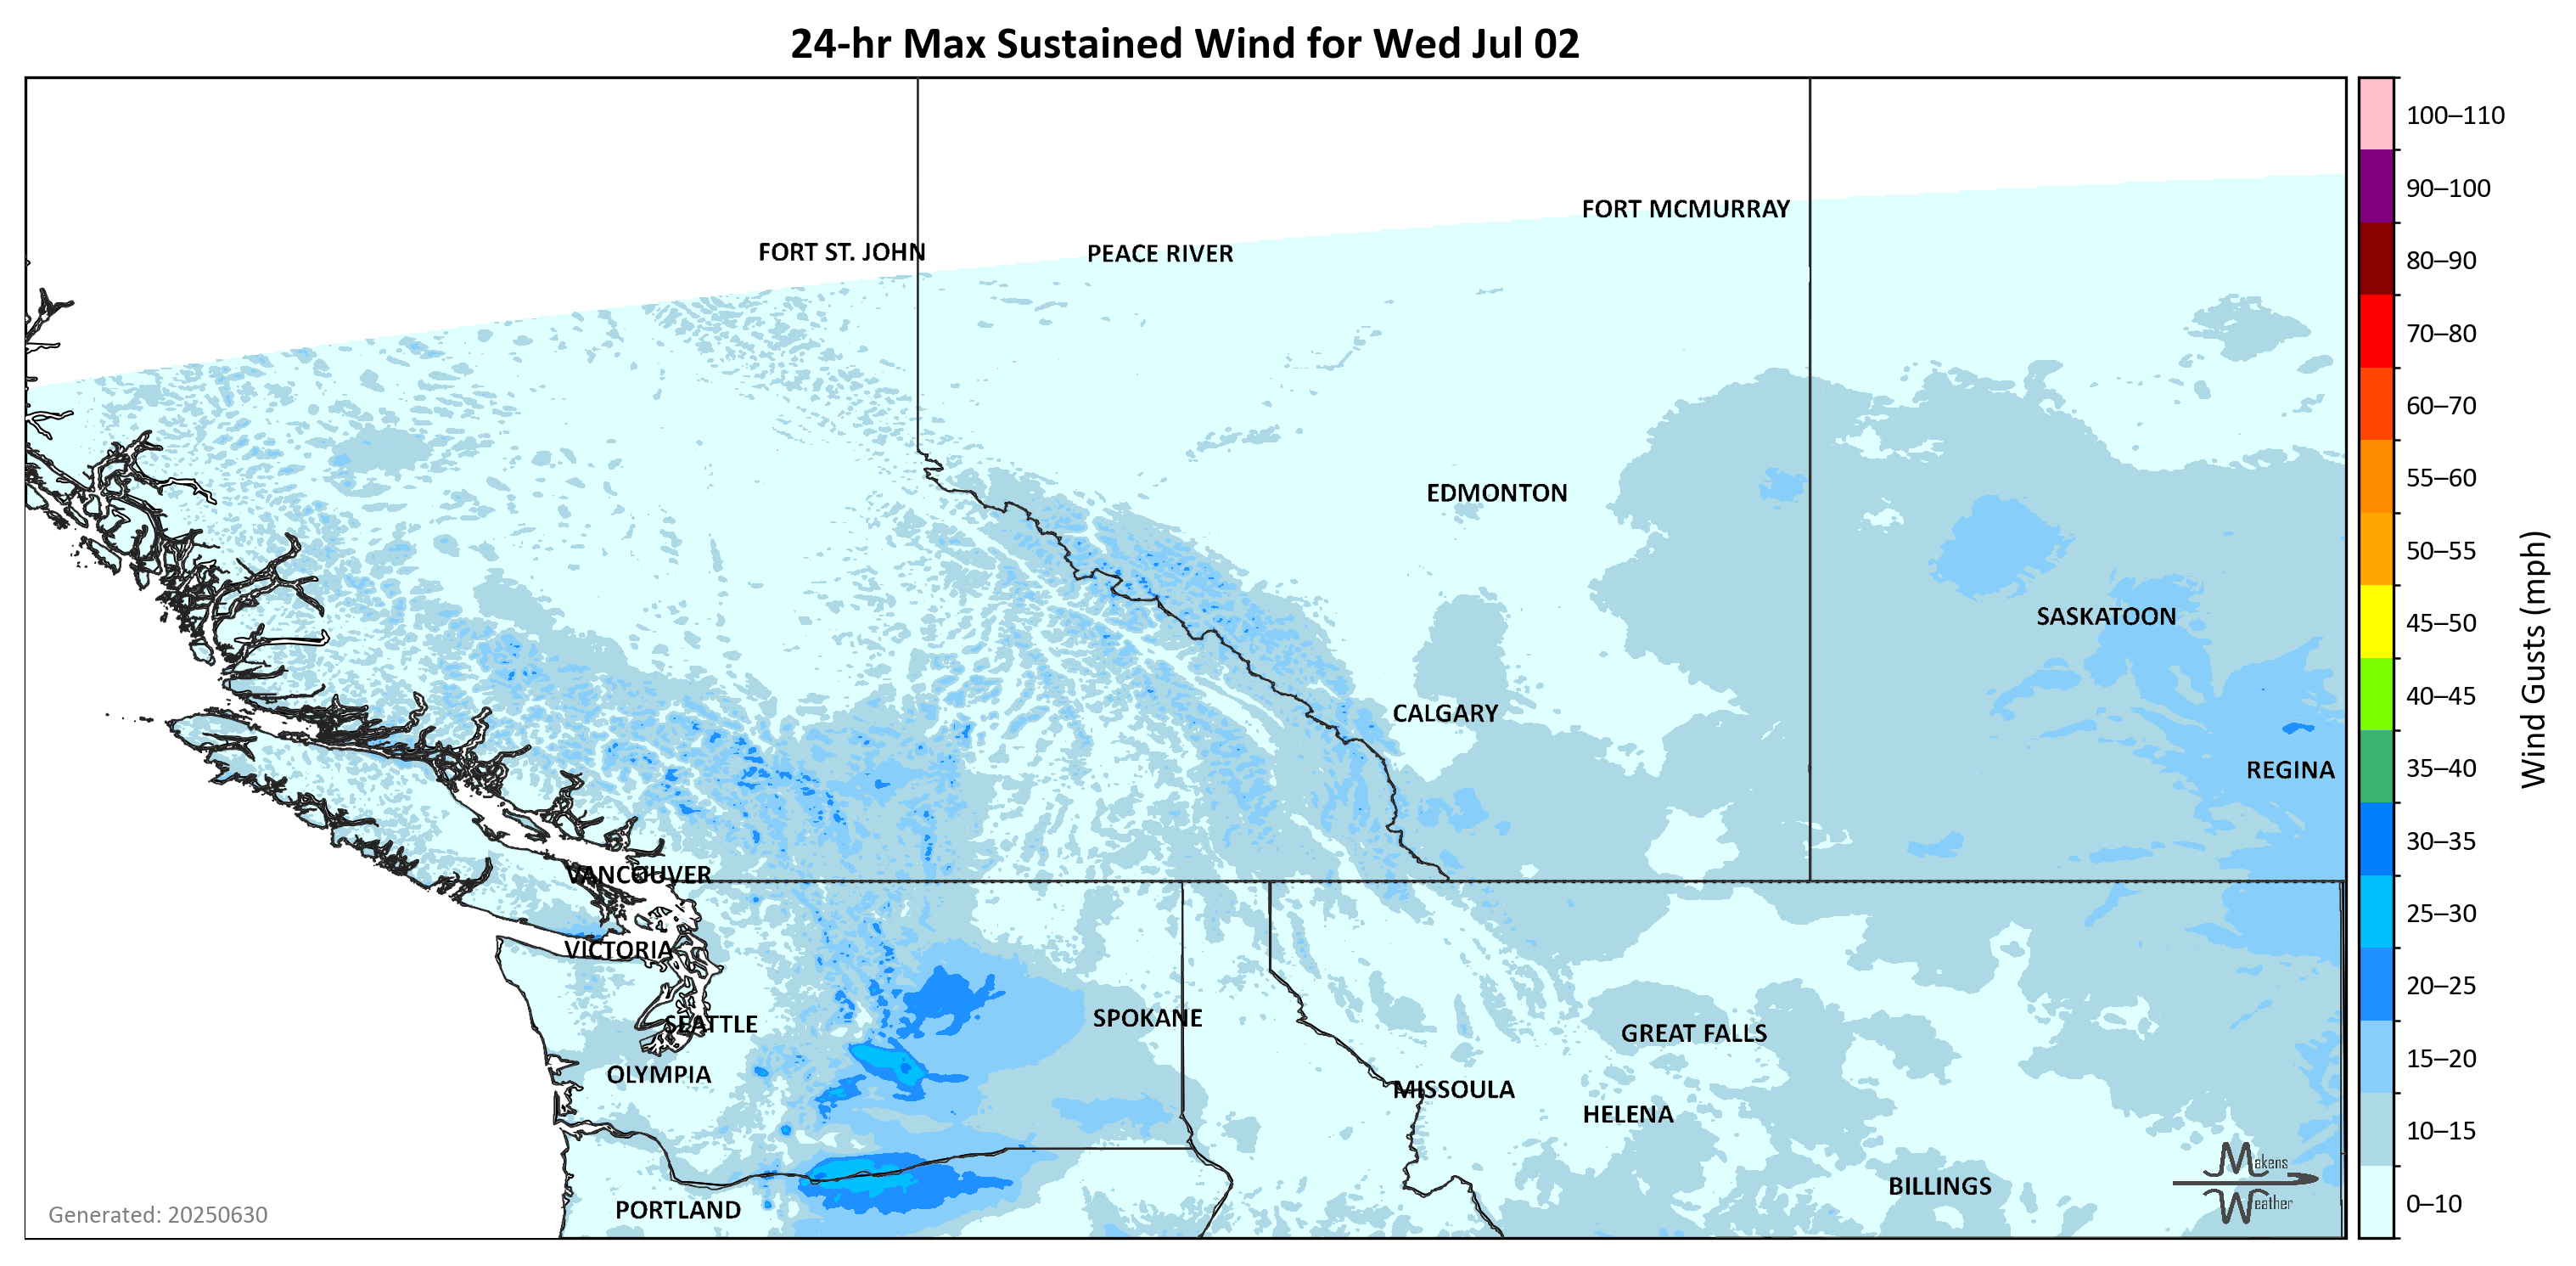 24-hr Max Sustained Wind for Wed Jul 02
100–110
90–100
80–90
70–80
60–70
55–60
50–55
45–50
40–45
35–40
30–35
25–30
20–25
15–20
10–15
0–10
Wind Gusts (mph)
FORT MCMURRAY
FORT ST. JOHN
PEACE RIVER
EDMONTON
SASKATOON
CALGARY
REGINA
VANCOUVER
VICTORIA
SEATTLE
SPOKANE
GREAT FALLS
OLYMPIA
MISSOULA
HELENA
BILLINGS
PORTLAND
Makens
Weather
Generated: 20250630